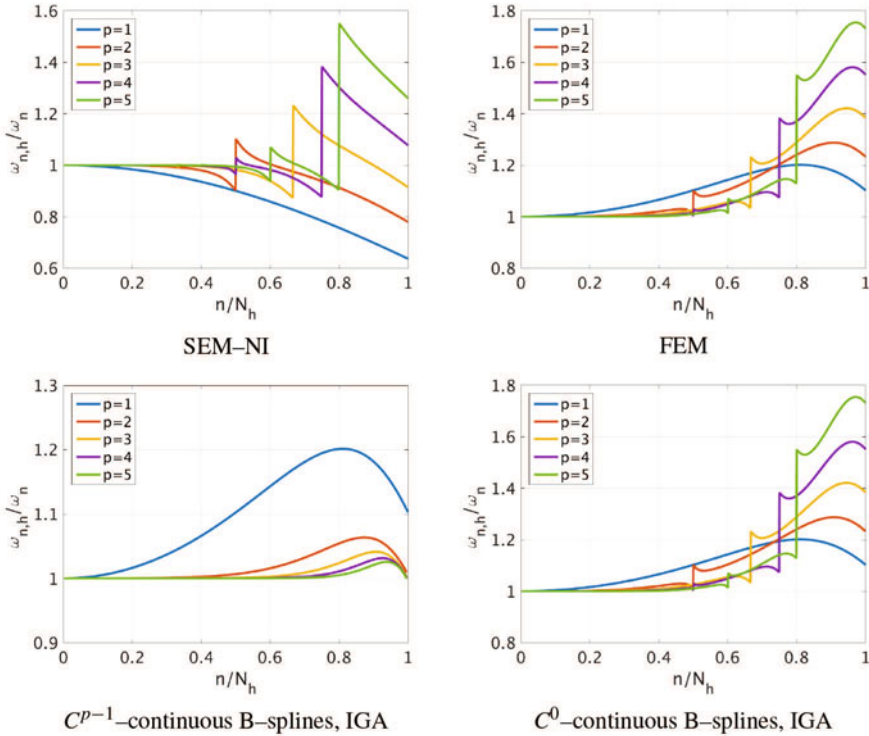 1.6
1.4
1.2
1
0.8
0.6
ω_{n,h}/ω_n
p=1
p=2
p=3
p=4
p=5
0 0.2 0.4 0.6 0.8 1
n/N_h
SEM–NI
1.8
1.6
1.4
1.2
1
0.8
ω_{n,h}/ω_n
p=1
p=2
p=3
p=4
p=5
0 0.2 0.4 0.6 0.8 1
n/N_h
FEM
1.3
1.2
1.1
1
0.9
ω_{n,h}/ω_n
p=1
p=2
p=3
p=4
p=5
0 0.2 0.4 0.6 0.8 1
n/N_h
C^{p−1}–continuous B–splines, IGA
1.8
1.6
1.4
1.2
1
0.8
ω_{n,h}/ω_n
p=1
p=2
p=3
p=4
p=5
0 0.2 0.4 0.6 0.8 1
n/N_h
C^0–continuous B–splines, IGA